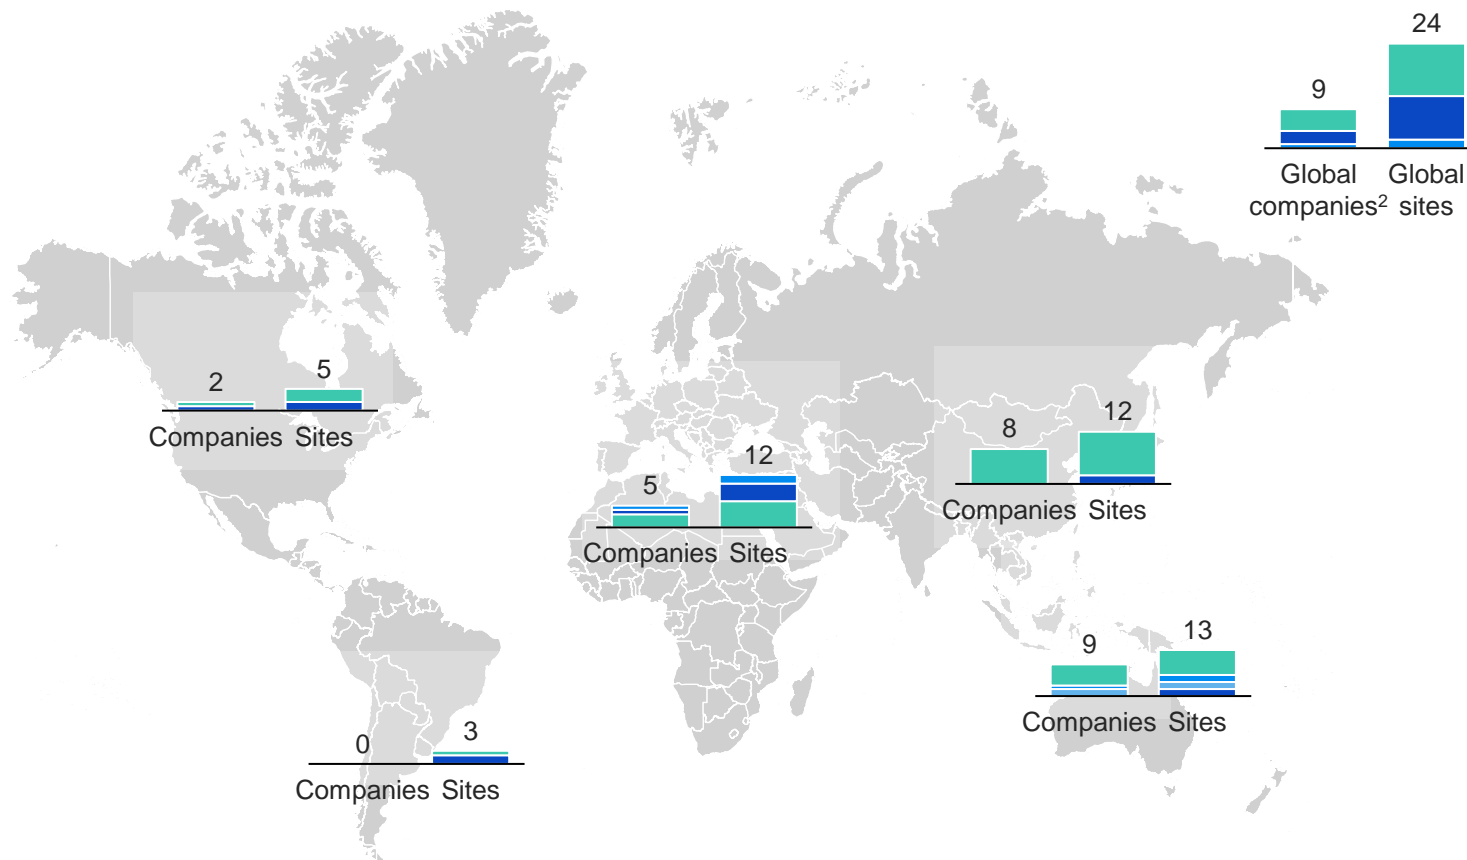 24
9
Global Global
companies² sites
2 5
Companies Sites
8 12
Companies Sites
5 12
Companies Sites
9 13
Companies Sites
0 3
Companies Sites